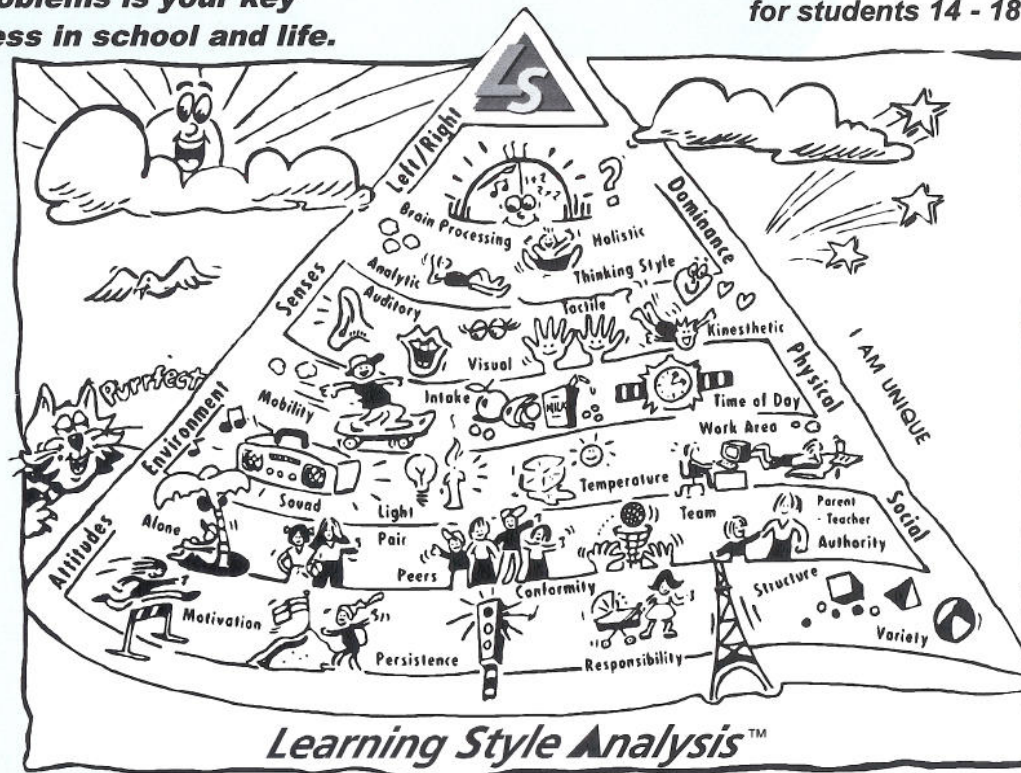 oblems is your key
ess in school and life.
for students 14 - 18
LS
Left/Right
Dominance
Brain Processing
Holistic
Analytic
Thinking Style
Senses
Auditory
Visual
Tactile
Kinesthetic
Physical
I AM UNIQUE
Purrfect
Environment
Mobility
Intake
MILK
Time of Day
Sound
Light
Temperature
Work Area
Social
Attitudes
Alone
Pair
Peers
Team
Parent
- Teacher
Authority
Motivation
Persistence
Conformity
Responsibility
Structure
Variety
Learning Style Analysis™